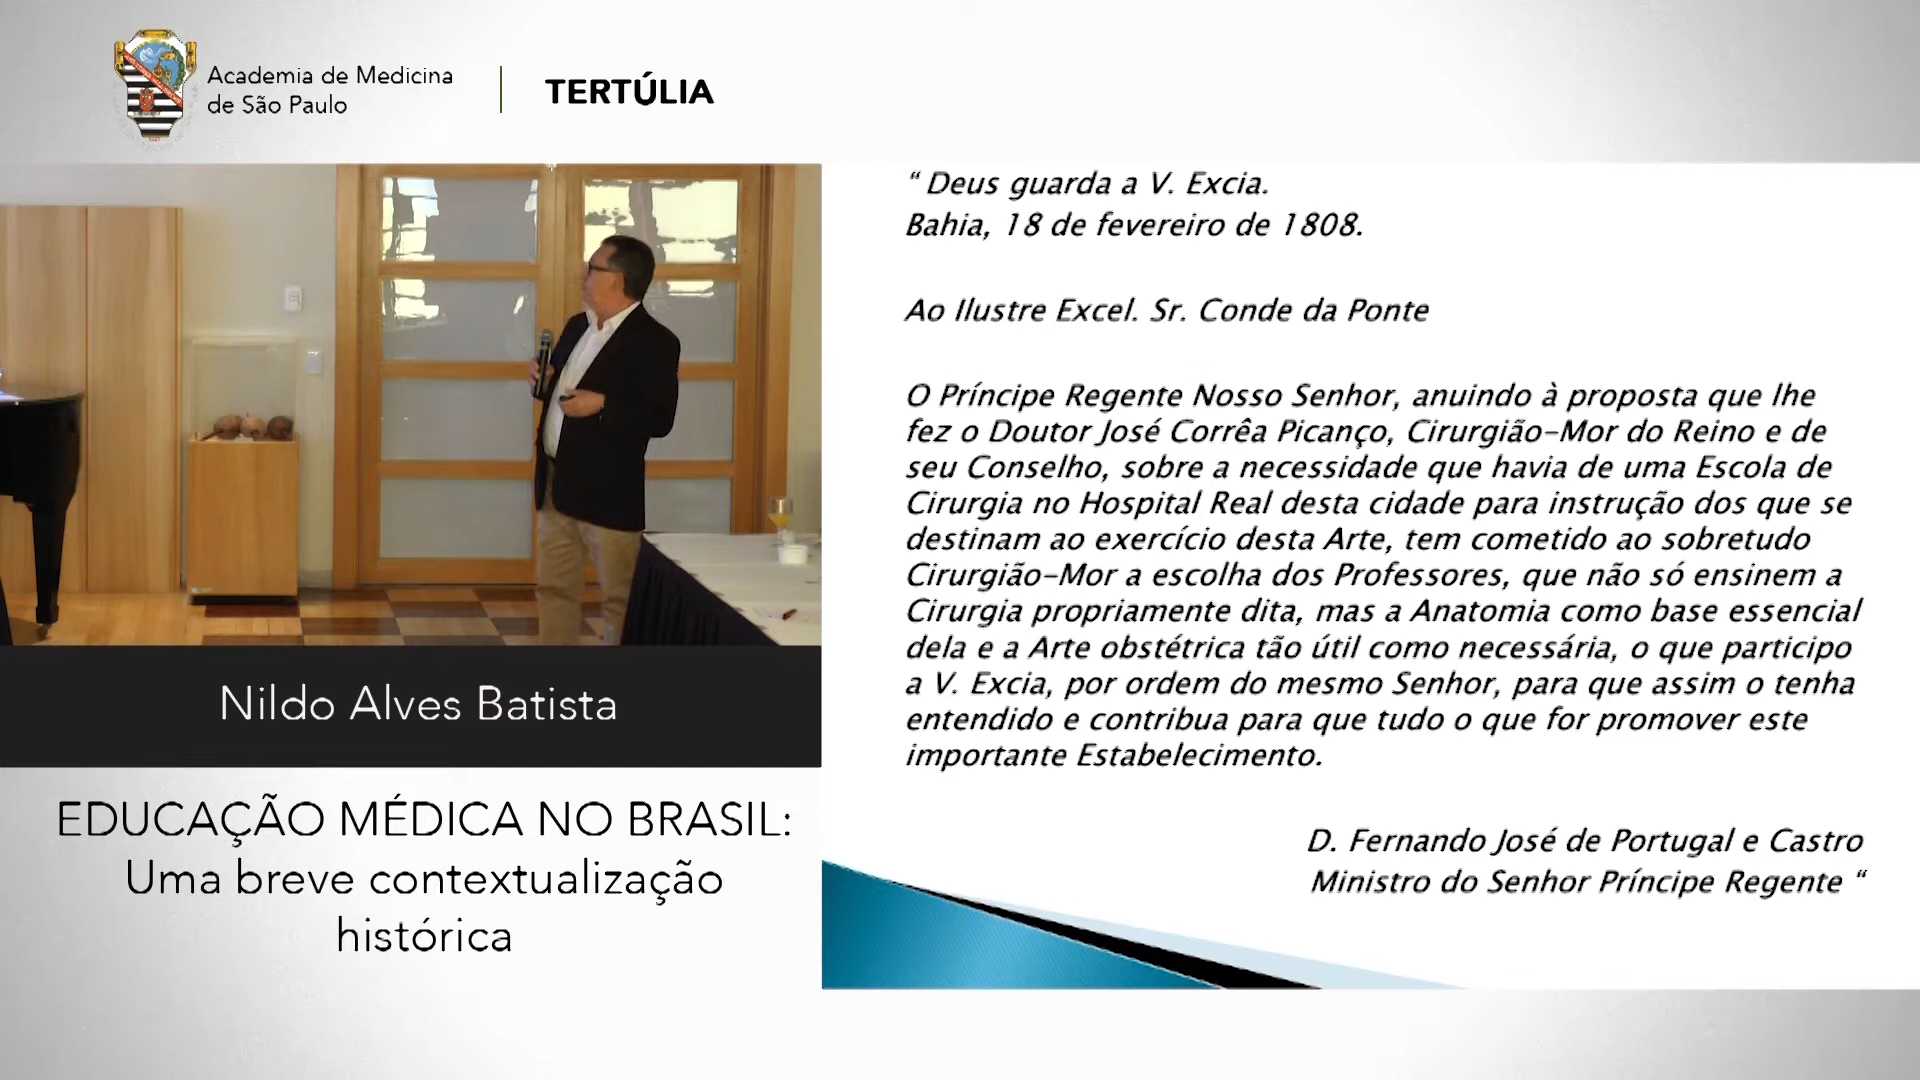 Academia de Medicina
de São Paulo
TERTÚLIA
“ Deus guarda a V. Excia.
Bahia, 18 de fevereiro de 1808.
Ao Ilustre Excel. Sr. Conde da Ponte
O Príncipe Regente Nosso Senhor, anuindo à proposta que lhe
fez o Doutor José Corrêa Picanço, Cirurgião-Mor do Reino e de
seu Conselho, sobre a necessidade que havia de uma Escola de
Cirurgia no Hospital Real desta cidade para instrução dos que se
destinam ao exercício desta Arte, tem cometido ao sobretudo
Cirurgião-Mor a escolha dos Professores, que não só ensinem a
Cirurgia propriamente dita, mas a Anatomia como base essencial
dela e a Arte obstétrica tão útil como necessária, o que participo
a V. Excia, por ordem do mesmo Senhor, para que assim o tenha
entendido e contribua para que tudo o que for promover este
importante Estabelecimento.
D. Fernando José de Portugal e Castro
Ministro do Senhor Príncipe Regente “
Nildo Alves Batista
EDUCAÇÃO MÉDICA NO BRASIL:
Uma breve contextualização
histórica